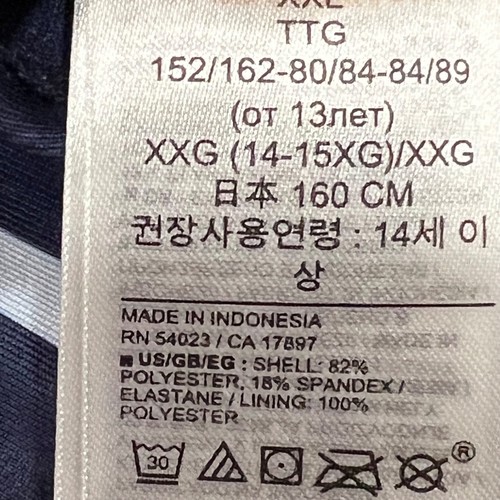 XXL
TTG
152/162-80/84-84/89
(от 13лет)
XXG (14-15XG)/XXG
日本 160 CM
권장사용연령 : 14세 이
상
MADE IN INDONESIA
RN 54023 / CA 17897
US/GB/EG : SHELL: 82%
POLYESTER, 18% SPANDEX /
ELASTANE / LINING: 100%
POLYESTER
30
®